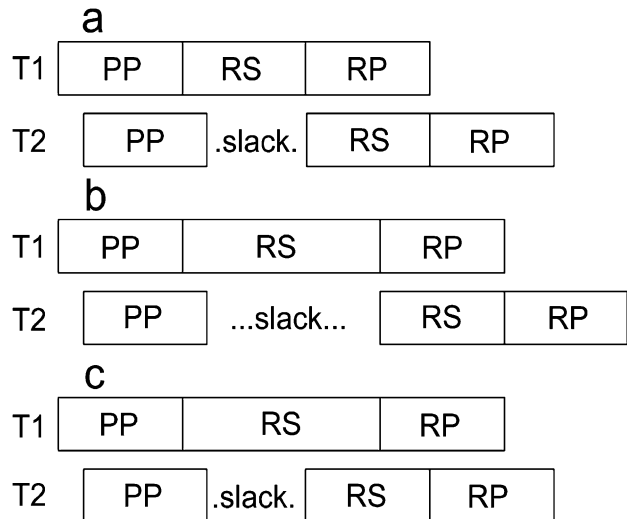 a
T1 PP RS RP
T2 PP .slack. RS RP
b
T1 PP RS RP
T2 PP ...slack... RS RP
c
T1 PP RS RP
T2 PP .slack. RS RP